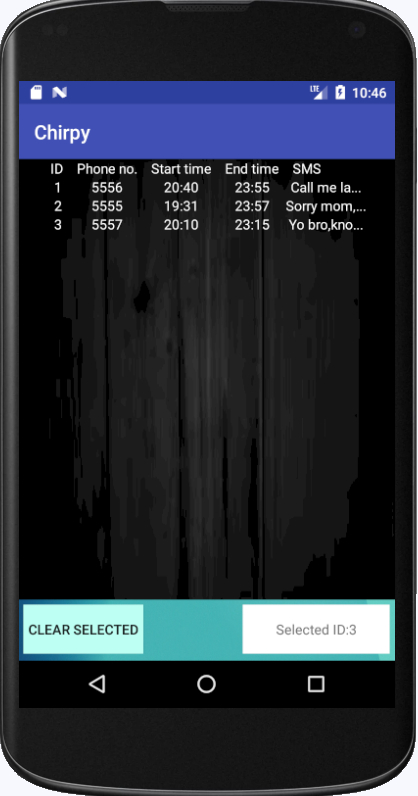 LTE 10:46
Chirpy
ID Phone no. Start time End time SMS
1 5556 20:40 23:55 Call me la...
2 5555 19:31 23:57 Sorry mom,...
3 5557 20:10 23:15 Yo bro,kno...
CLEAR SELECTED Selected ID:3